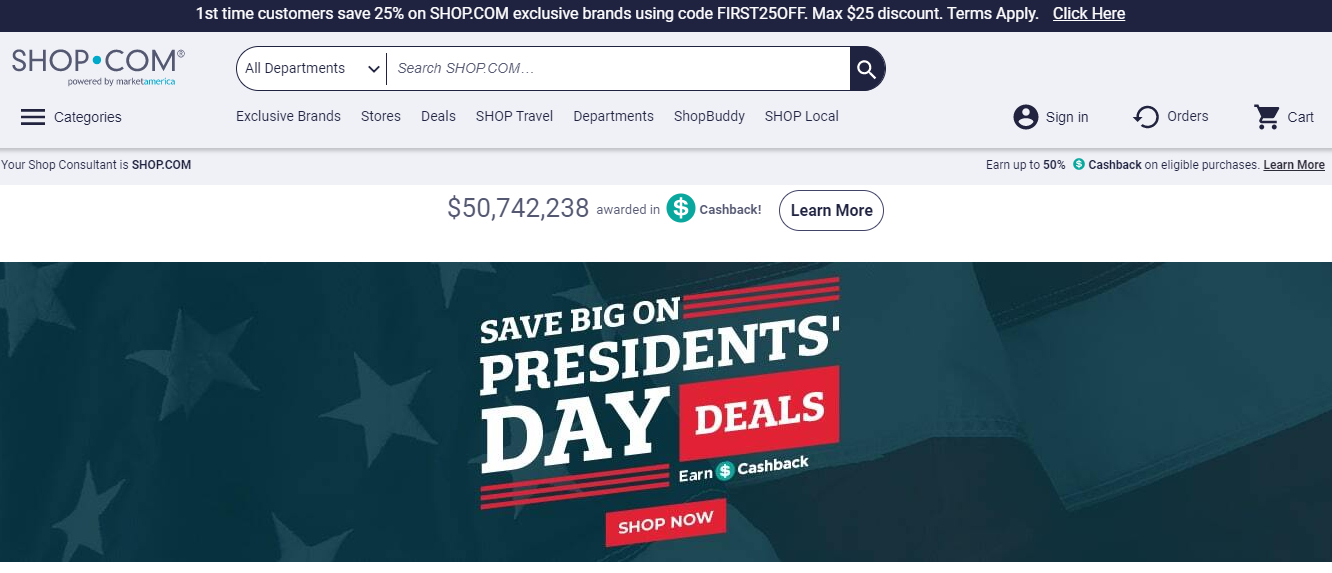 1st time customers save 25% on SHOP.COM exclusive brands using code FIRST25OFF. Max $25 discount. Terms Apply. Click Here
SHOP•COM®
powered by marketamerica
All Departments
Search SHOP.COM…
Categories
Exclusive Brands Stores Deals SHOP Travel Departments ShopBuddy SHOP Local
Sign in
Orders
Cart
Your Shop Consultant is SHOP.COM
Earn up to 50% $ Cashback on eligible purchases. Learn More
$50,742,238 awarded in $ Cashback! Learn More
SAVE BIG ON
PRESIDENTS'
DAY DEALS
Earn $ Cashback
SHOP NOW